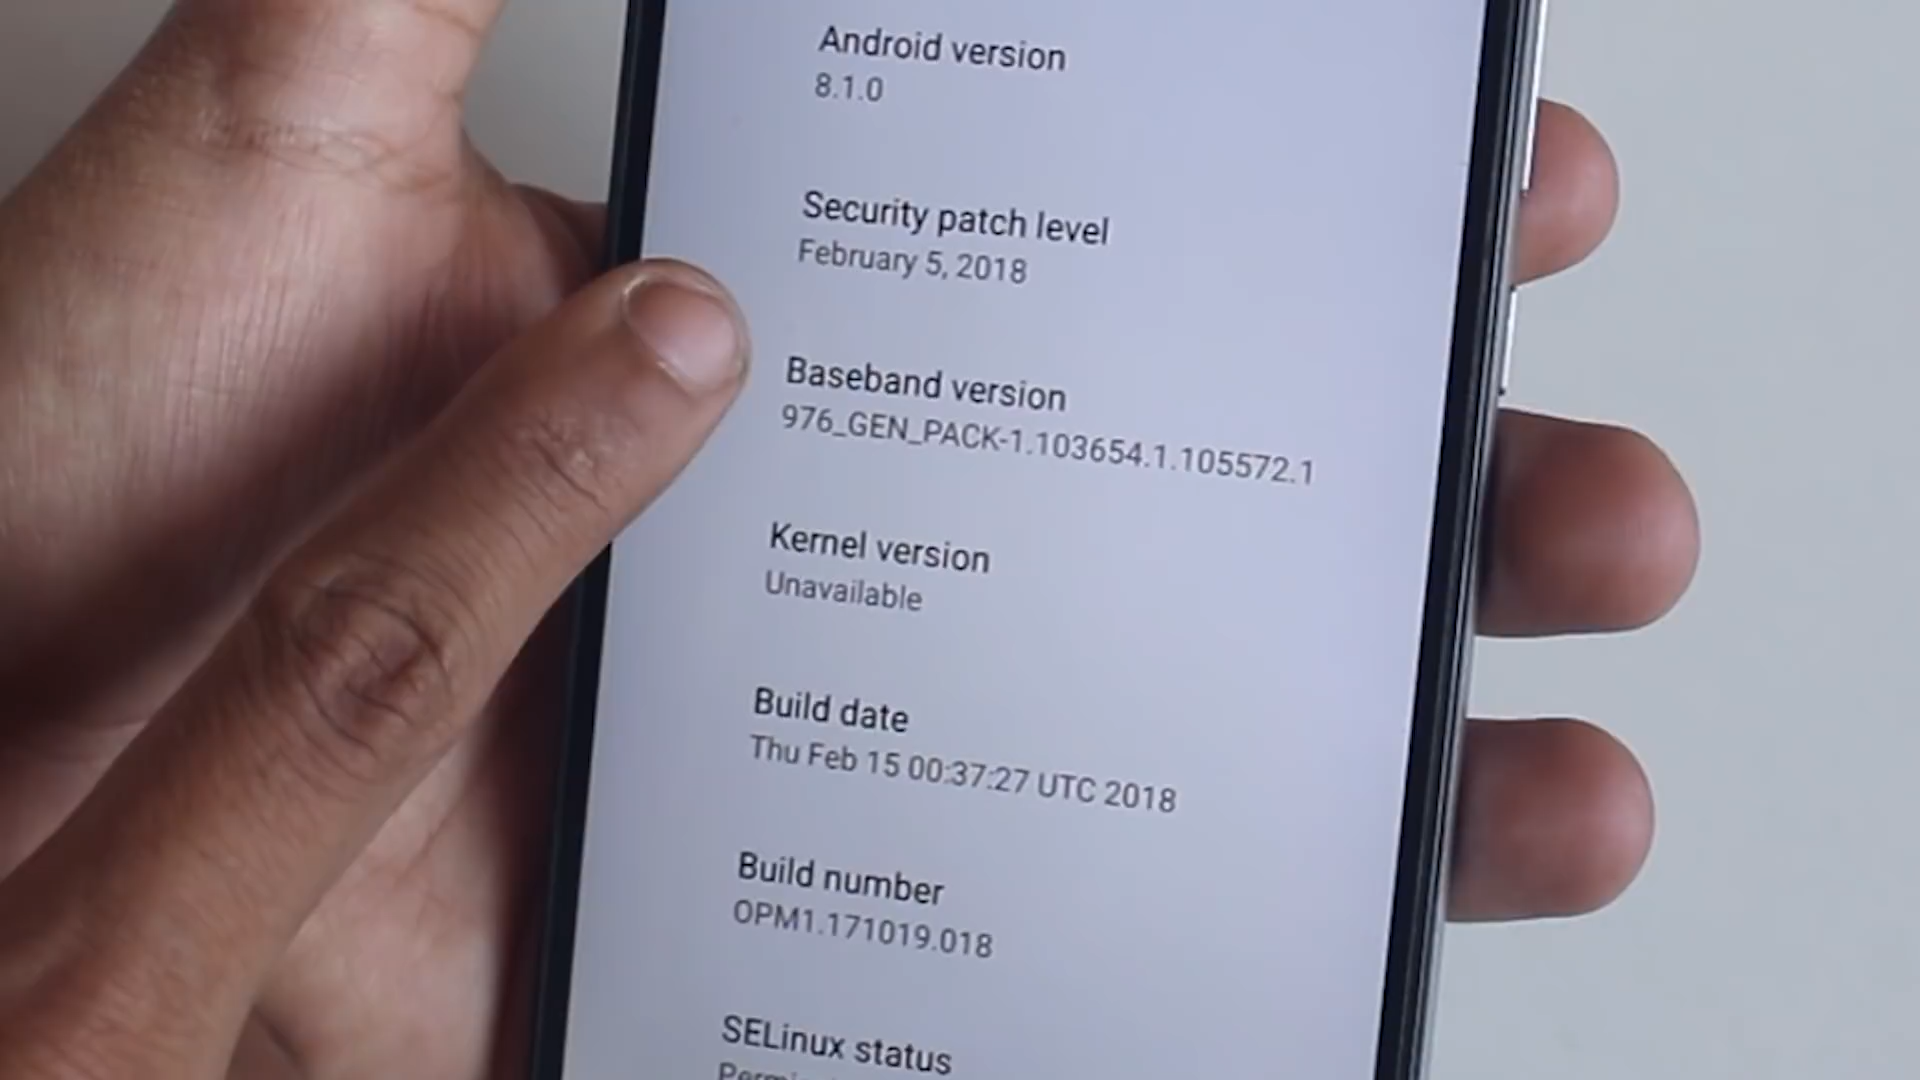 Android version
8.1.0
Security patch level
February 5, 2018
Baseband version
976_GEN_PACK-1.103654.1.105572.1
Kernel version
Unavailable
Build date
Thu Feb 15 00:37:27 UTC 2018
Build number
OPM1.171019.018
SELinux status